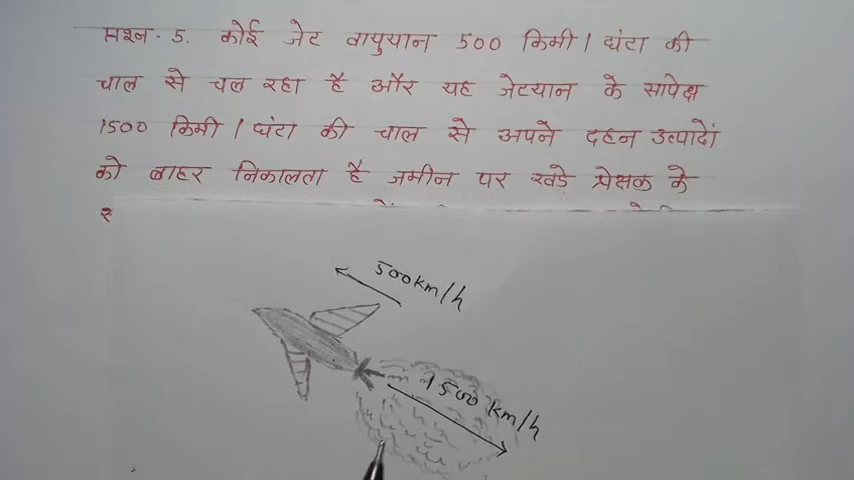 प्रश्न- 5. कोई जेट वायुयान 500 किमी / घंटा की
चाल से चल रहा है और यह जेटयान के सापेक्ष
1500 किमी / घंटा की चाल से अपने दहन उत्पादों
को बाहर निकालता है जमीन पर खड़े प्रेक्षक के
500km/h
1500 km/h